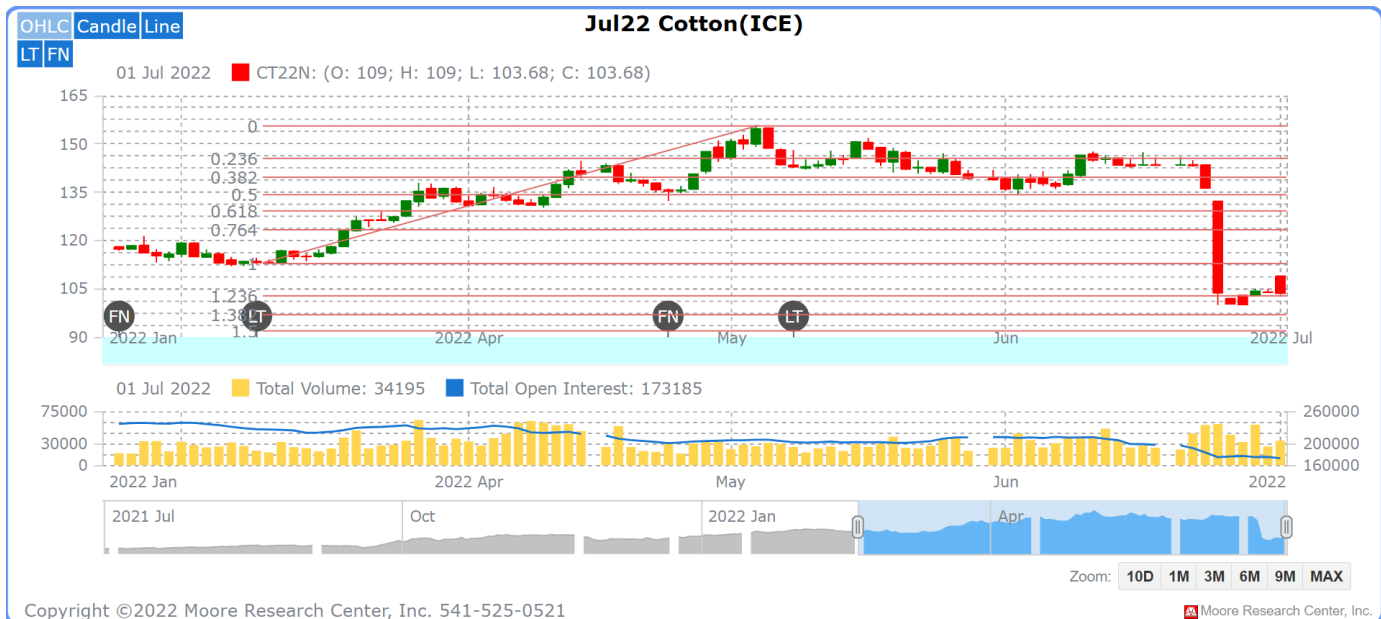 OHLC Candle Line
LT FN
Jul22 Cotton(ICE)
01 Jul 2022 CT22N: (O: 109; H: 109; L: 103.68; C: 103.68)
165
150
135
120
105
90
0
0.236
0.382
0.5
0.618
0.764
1
1.236
1.382
1.5
FN LT FN LT
2022 Jan 2022 Apr May Jun 2022 Jul
01 Jul 2022 Total Volume: 34195 Total Open Interest: 173185
75000 260000
30000 200000
0 160000
2022 Jan 2022 Apr May Jun 2022
2021 Jul Oct 2022 Jan Apr
Zoom: 10D 1M 3M 6M 9M MAX
Copyright ©2022 Moore Research Center, Inc. 541-525-0521
Moore Research Center, Inc.